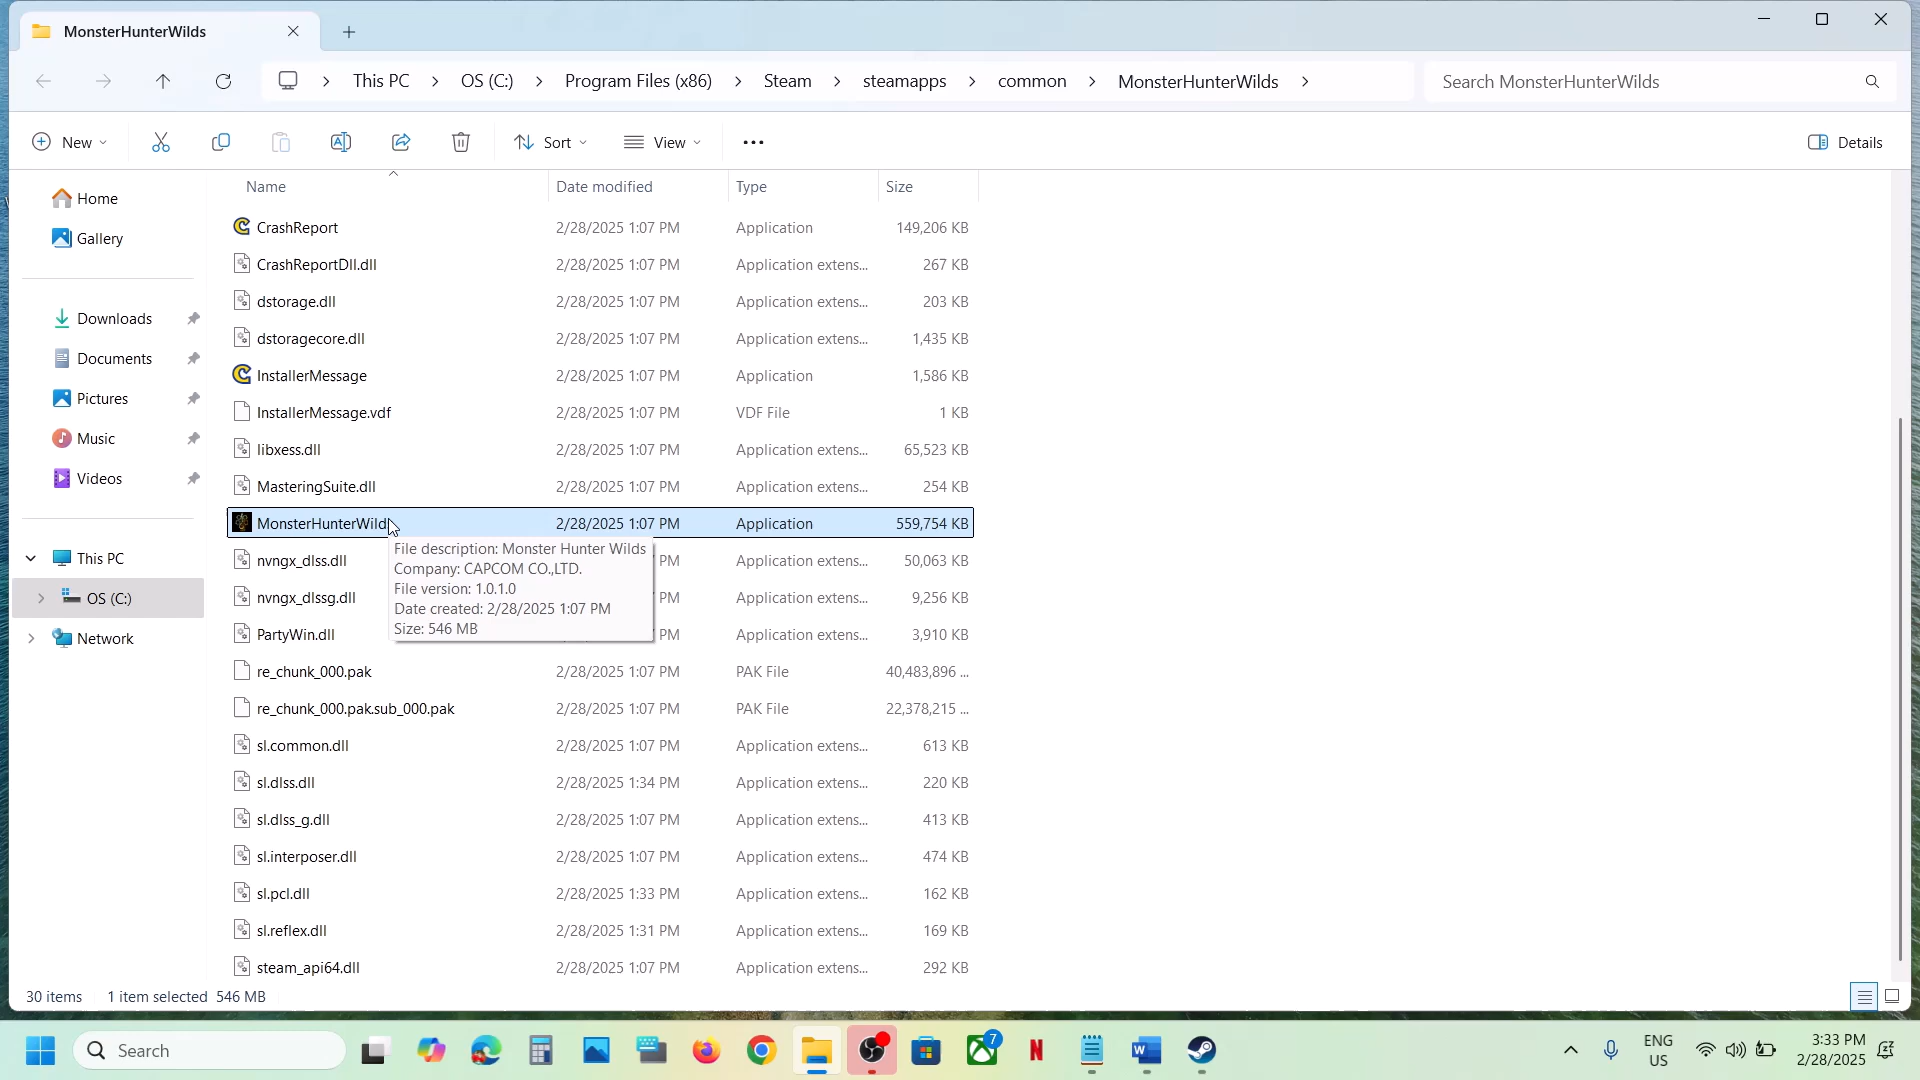 MonsterHunterWilds
This PC
OS (C:)
Program Files (x86)
Steam
steamapps
common
MonsterHunterWilds
Search MonsterHunterWilds
New
Sort
View
Details
Name
Date modified
Type
Size
Home
Gallery
Downloads
Documents
Pictures
Music
Videos
This PC
OS (C:)
Network
CrashReport 2/28/2025 1:07 PM Application 149,206 KB
CrashReportDll.dll 2/28/2025 1:07 PM Application extens... 267 KB
dstorage.dll 2/28/2025 1:07 PM Application extens... 203 KB
dstoragecore.dll 2/28/2025 1:07 PM Application extens... 1,435 KB
InstallerMessage 2/28/2025 1:07 PM Application 1,586 KB
InstallerMessage.vdf 2/28/2025 1:07 PM VDF File 1 KB
libxess.dll 2/28/2025 1:07 PM Application extens... 65,523 KB
MasteringSuite.dll 2/28/2025 1:07 PM Application extens... 254 KB
MonsterHunterWilds 2/28/2025 1:07 PM Application 559,754 KB
nvngx_dlss.dll PM Application extens... 50,063 KB
nvngx_dlssg.dll PM Application extens... 9,256 KB
PartyWin.dll PM Application extens... 3,910 KB
File description: Monster Hunter Wilds
Company: CAPCOM CO.,LTD.
File version: 1.0.1.0
Date created: 2/28/2025 1:07 PM
Size: 546 MB
re_chunk_000.pak 2/28/2025 1:07 PM PAK File 40,483,896 ...
re_chunk_000.pak.sub_000.pak 2/28/2025 1:07 PM PAK File 22,378,215 ...
sl.common.dll 2/28/2025 1:07 PM Application extens... 613 KB
sl.dlss.dll 2/28/2025 1:34 PM Application extens... 220 KB
sl.dlss_g.dll 2/28/2025 1:07 PM Application extens... 413 KB
sl.interposer.dll 2/28/2025 1:07 PM Application extens... 474 KB
sl.pcl.dll 2/28/2025 1:33 PM Application extens... 162 KB
sl.reflex.dll 2/28/2025 1:31 PM Application extens... 169 KB
steam_api64.dll 2/28/2025 1:07 PM Application extens... 292 KB
30 items
1 item selected 546 MB
Search
7
ENG
US
3:33 PM
2/28/2025